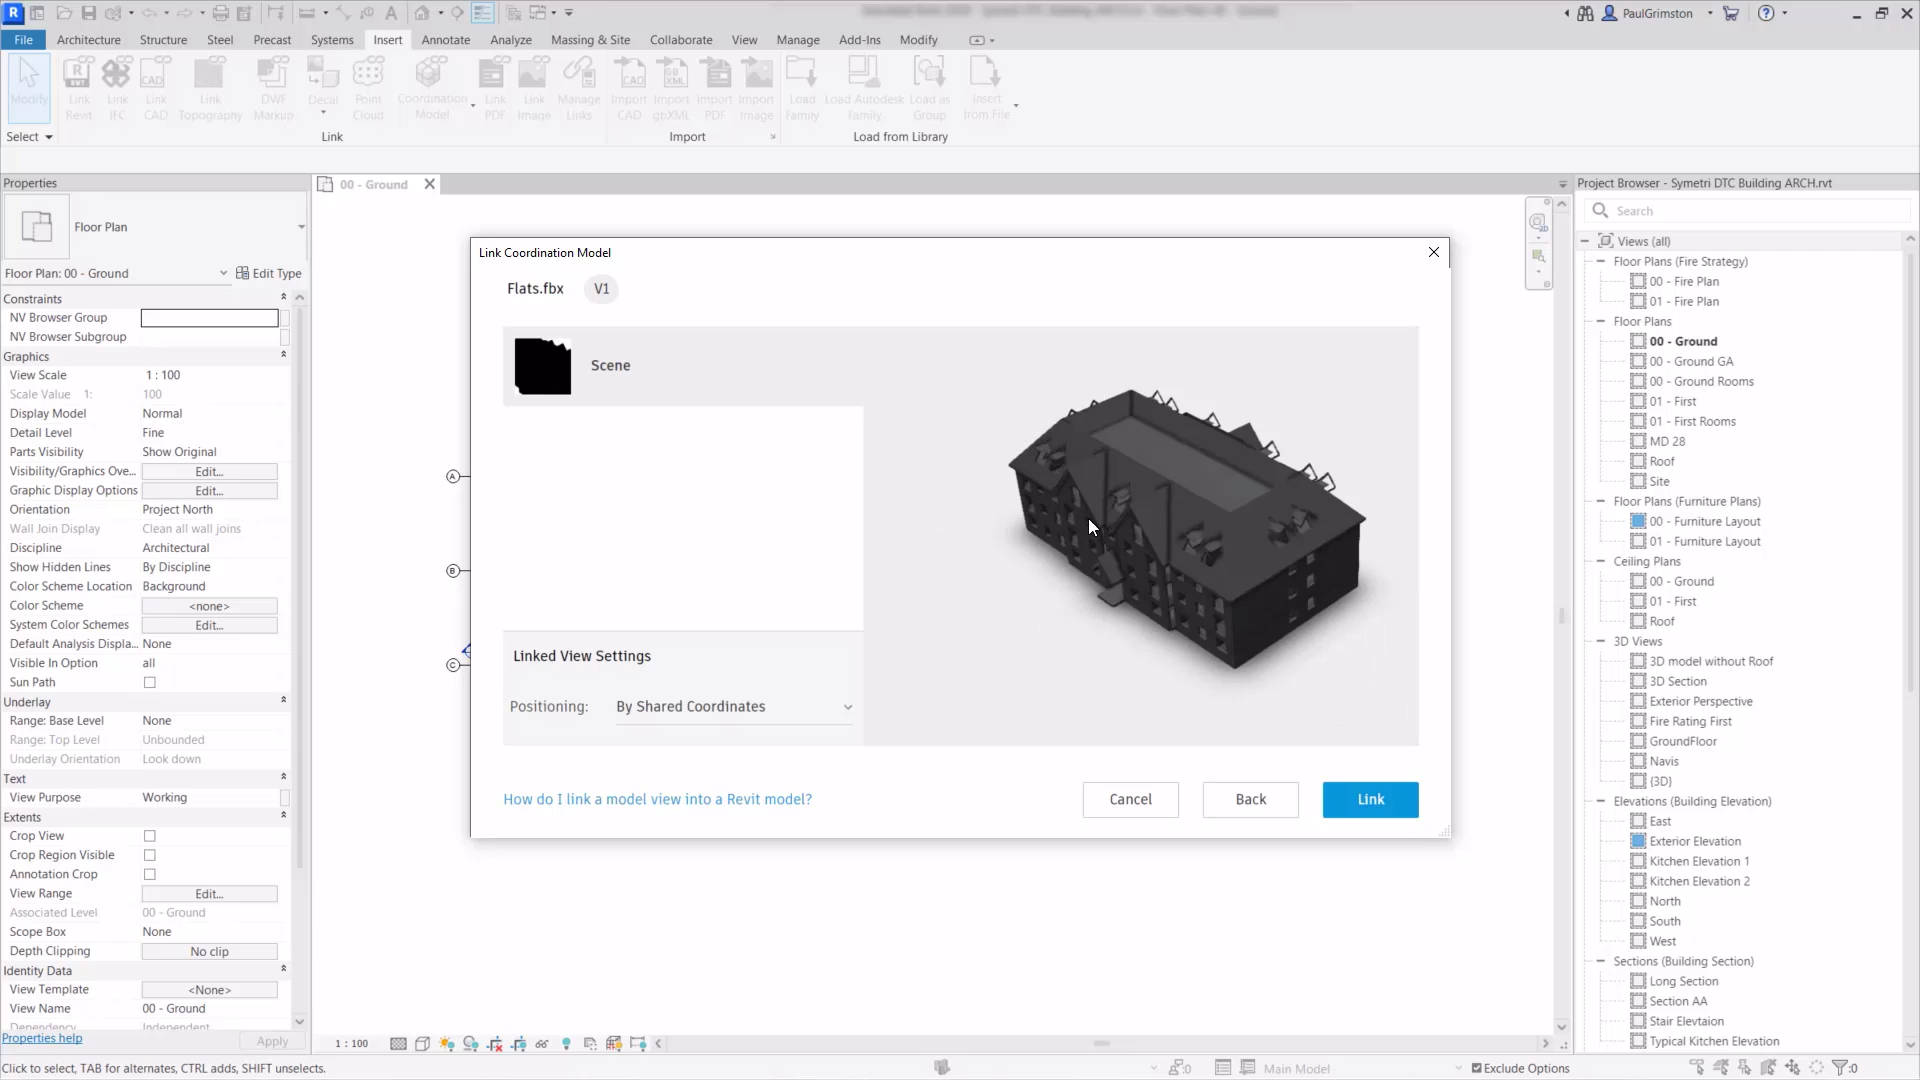 PaulGrimston
File
Architecture
Structure
Steel
Precast
Systems
Insert
Annotate
Analyze
Massing & Site
Collaborate
View
Manage
Add-Ins
Modify
Modify
Link
Revit
Link
IFC
Link
CAD
Link
Topography
DWF
Markup
Decal
Point
Cloud
Coordination
Model
Link
PDF
Link
Image
Manage
Links
Import
CAD
Import
gbXML
Import
PDF
Import
Image
Load
Family
Load Autodesk
Family
Load as
Group
Insert
from File
Select
Link
Import
Load from Library
Properties
Floor Plan
Floor Plan: 00 - Ground
Edit Type
Constraints
NV Browser Group
NV Browser Subgroup
Graphics
View Scale 1 : 100
Scale Value 1: 100
Display Model Normal
Detail Level Fine
Parts Visibility Show Original
Visibility/Graphics Ove... Edit...
Graphic Display Options Edit...
Orientation Project North
Wall Join Display Clean all wall joins
Discipline Architectural
Show Hidden Lines By Discipline
Color Scheme Location Background
Color Scheme <none>
System Color Schemes Edit...
Default Analysis Displa... None
Visible In Option all
Sun Path
Underlay
Range: Base Level None
Range: Top Level Unbounded
Underlay Orientation Look down
Text
View Purpose Working
Extents
Crop View
Crop Region Visible
Annotation Crop
View Range Edit...
Associated Level 00 - Ground
Scope Box None
Depth Clipping No clip
Identity Data
View Template <None>
View Name 00 - Ground
Dependency Independent
Properties help
Apply
00 - Ground
A
B
C
Link Coordination Model
Flats.fbx V1
Scene
Linked View Settings
Positioning: By Shared Coordinates
How do I link a model view into a Revit model?
Cancel
Back
Link
Project Browser - Symetri DTC Building ARCH.rvt
Search
Views (all)
Floor Plans (Fire Strategy)
00 - Fire Plan
01 - Fire Plan
Floor Plans
00 - Ground
00 - Ground GA
00 - Ground Rooms
01 - First
01 - First Rooms
MD 28
Roof
Site
Floor Plans (Furniture Plans)
00 - Furniture Layout
01 - Furniture Layout
Ceiling Plans
00 - Ground
01 - First
Roof
3D Views
3D model without Roof
3D Section
Exterior Perspective
Fire Rating First
GroundFloor
Navis
{3D}
Elevations (Building Elevation)
East
Exterior Elevation
Kitchen Elevation 1
Kitchen Elevation 2
North
South
West
Sections (Building Section)
Long Section
Section AA
Stair Elevtaion
Typical Kitchen Elevation
1 : 100
Click to select, TAB for alternates, CTRL adds, SHIFT unselects.
:0
Main Model
Exclude Options
:0